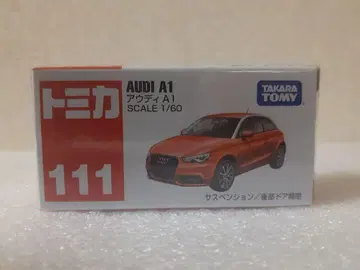 トミカ
111
AUDI A1
アウディ A1
SCALE 1/60
TAKARA
TOMY
サスペンション/後部ドア開閉